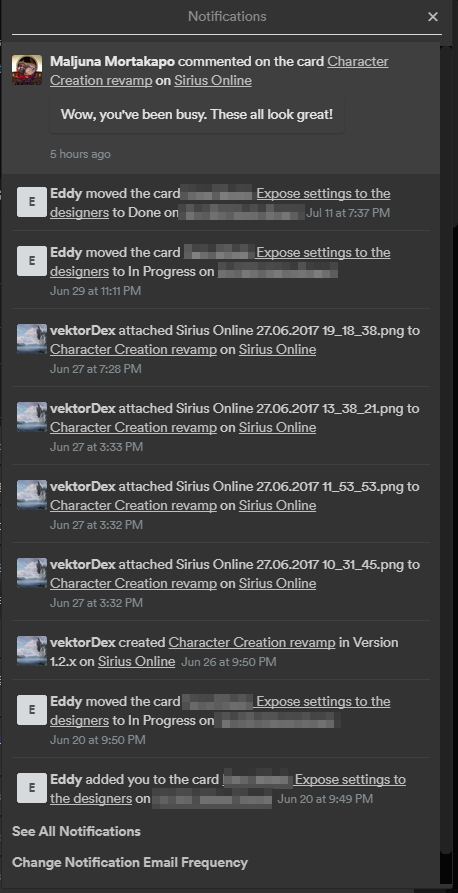 Notifications ✕
Maljuna Mortakapo commented on the card Character
Creation revamp on Sirius Online
Wow, you've been busy. These all look great!
5 hours ago
E
Eddy moved the card Expose settings to the
designers to Done on Jul 11 at 7:37 PM
E
Eddy moved the card Expose settings to the
designers to In Progress on
Jun 29 at 11:11 PM
vektorDex attached Sirius Online 27.06.2017 19_18_38.png to
Character Creation revamp on Sirius Online
Jun 27 at 7:28 PM
vektorDex attached Sirius Online 27.06.2017 13_38_21.png to
Character Creation revamp on Sirius Online
Jun 27 at 3:33 PM
vektorDex attached Sirius Online 27.06.2017 11_53_53.png to
Character Creation revamp on Sirius Online
Jun 27 at 3:32 PM
vektorDex attached Sirius Online 27.06.2017 10_31_45.png to
Character Creation revamp on Sirius Online
Jun 27 at 3:32 PM
vektorDex created Character Creation revamp in Version
1.2.x on Sirius Online Jun 26 at 9:50 PM
E
Eddy moved the card Expose settings to the
designers to In Progress on
Jun 20 at 9:50 PM
E
Eddy added you to the card Expose settings to
the designers on Jun 20 at 9:49 PM
See All Notifications
Change Notification Email Frequency